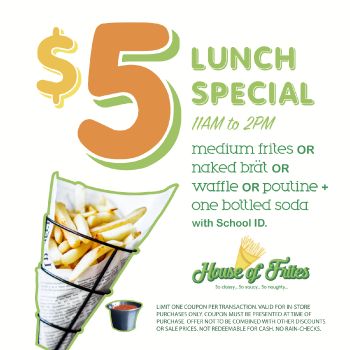 $5 LUNCH
SPECIAL
11AM to 2PM
medium frites OR
naked brät OR
waffle OR poutine +
one bottled soda
with School ID.
House of Frites
So classy... So saucy... So naughty...
LIMIT ONE COUPON PER TRANSACTION. VALID FOR IN-STORE
PURCHASES ONLY. COUPON MUST BE PRESENTED AT TIME OF
PURCHASE. OFFER NOT TO BE COMBINED WITH OTHER DISCOUNTS
OR SALE PRICES. NOT REDEEMABLE FOR CASH. NO RAIN-CHECKS.